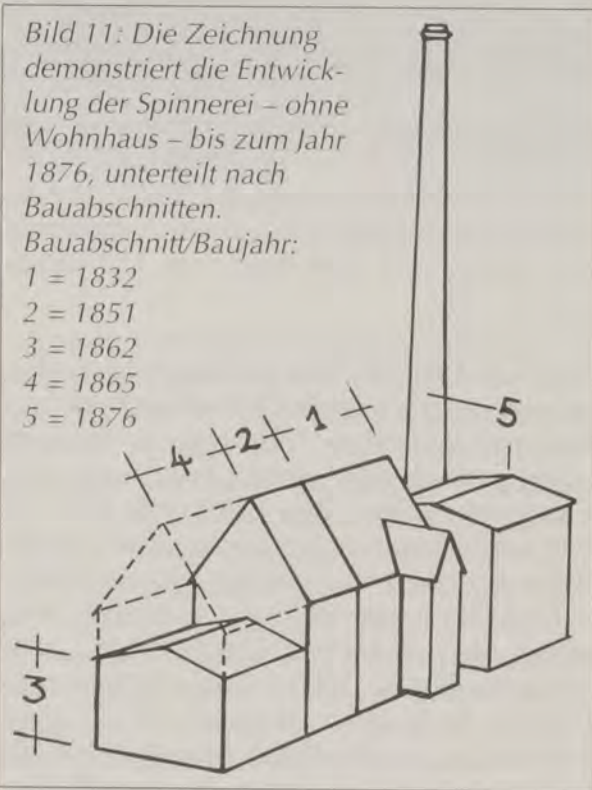 Bild 11: Die Zeichnung
demonstriert die Entwick-
lung der Spinnerei – ohne
Wohnhaus – bis zum Jahr
1876, unterteilt nach
Bauabschnitten.
Bauabschnitt/Baujahr:
1 = 1832
2 = 1851
3 = 1862
4 = 1865
5 = 1876
5
4 2 1
3